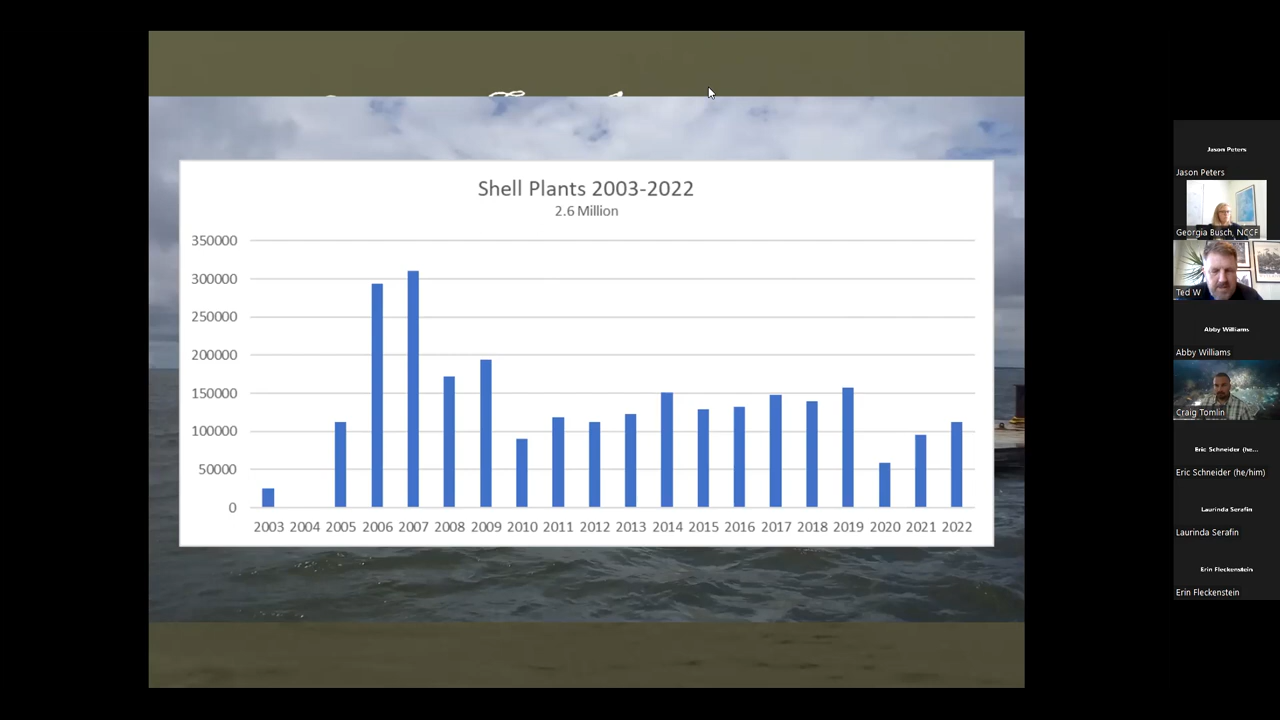 Shell Plants 2003-2022
2.6 Million
350000
300000
250000
200000
150000
100000
50000
0
2003 2004 2005 2006 2007 2008 2009 2010 2011 2012 2013 2014 2015 2016 2017 2018 2019 2020 2021 2022
Jason Peters
Jason Peters
Georgia Busch, NCCF
Ted W
Abby Williams
Abby Williams
Craig Tomlin
Eric Schneider (he...
Eric Schneider (he/him)
Laurinda Serafin
Laurinda Serafin
Erin Fleckenstein
Erin Fleckenstein